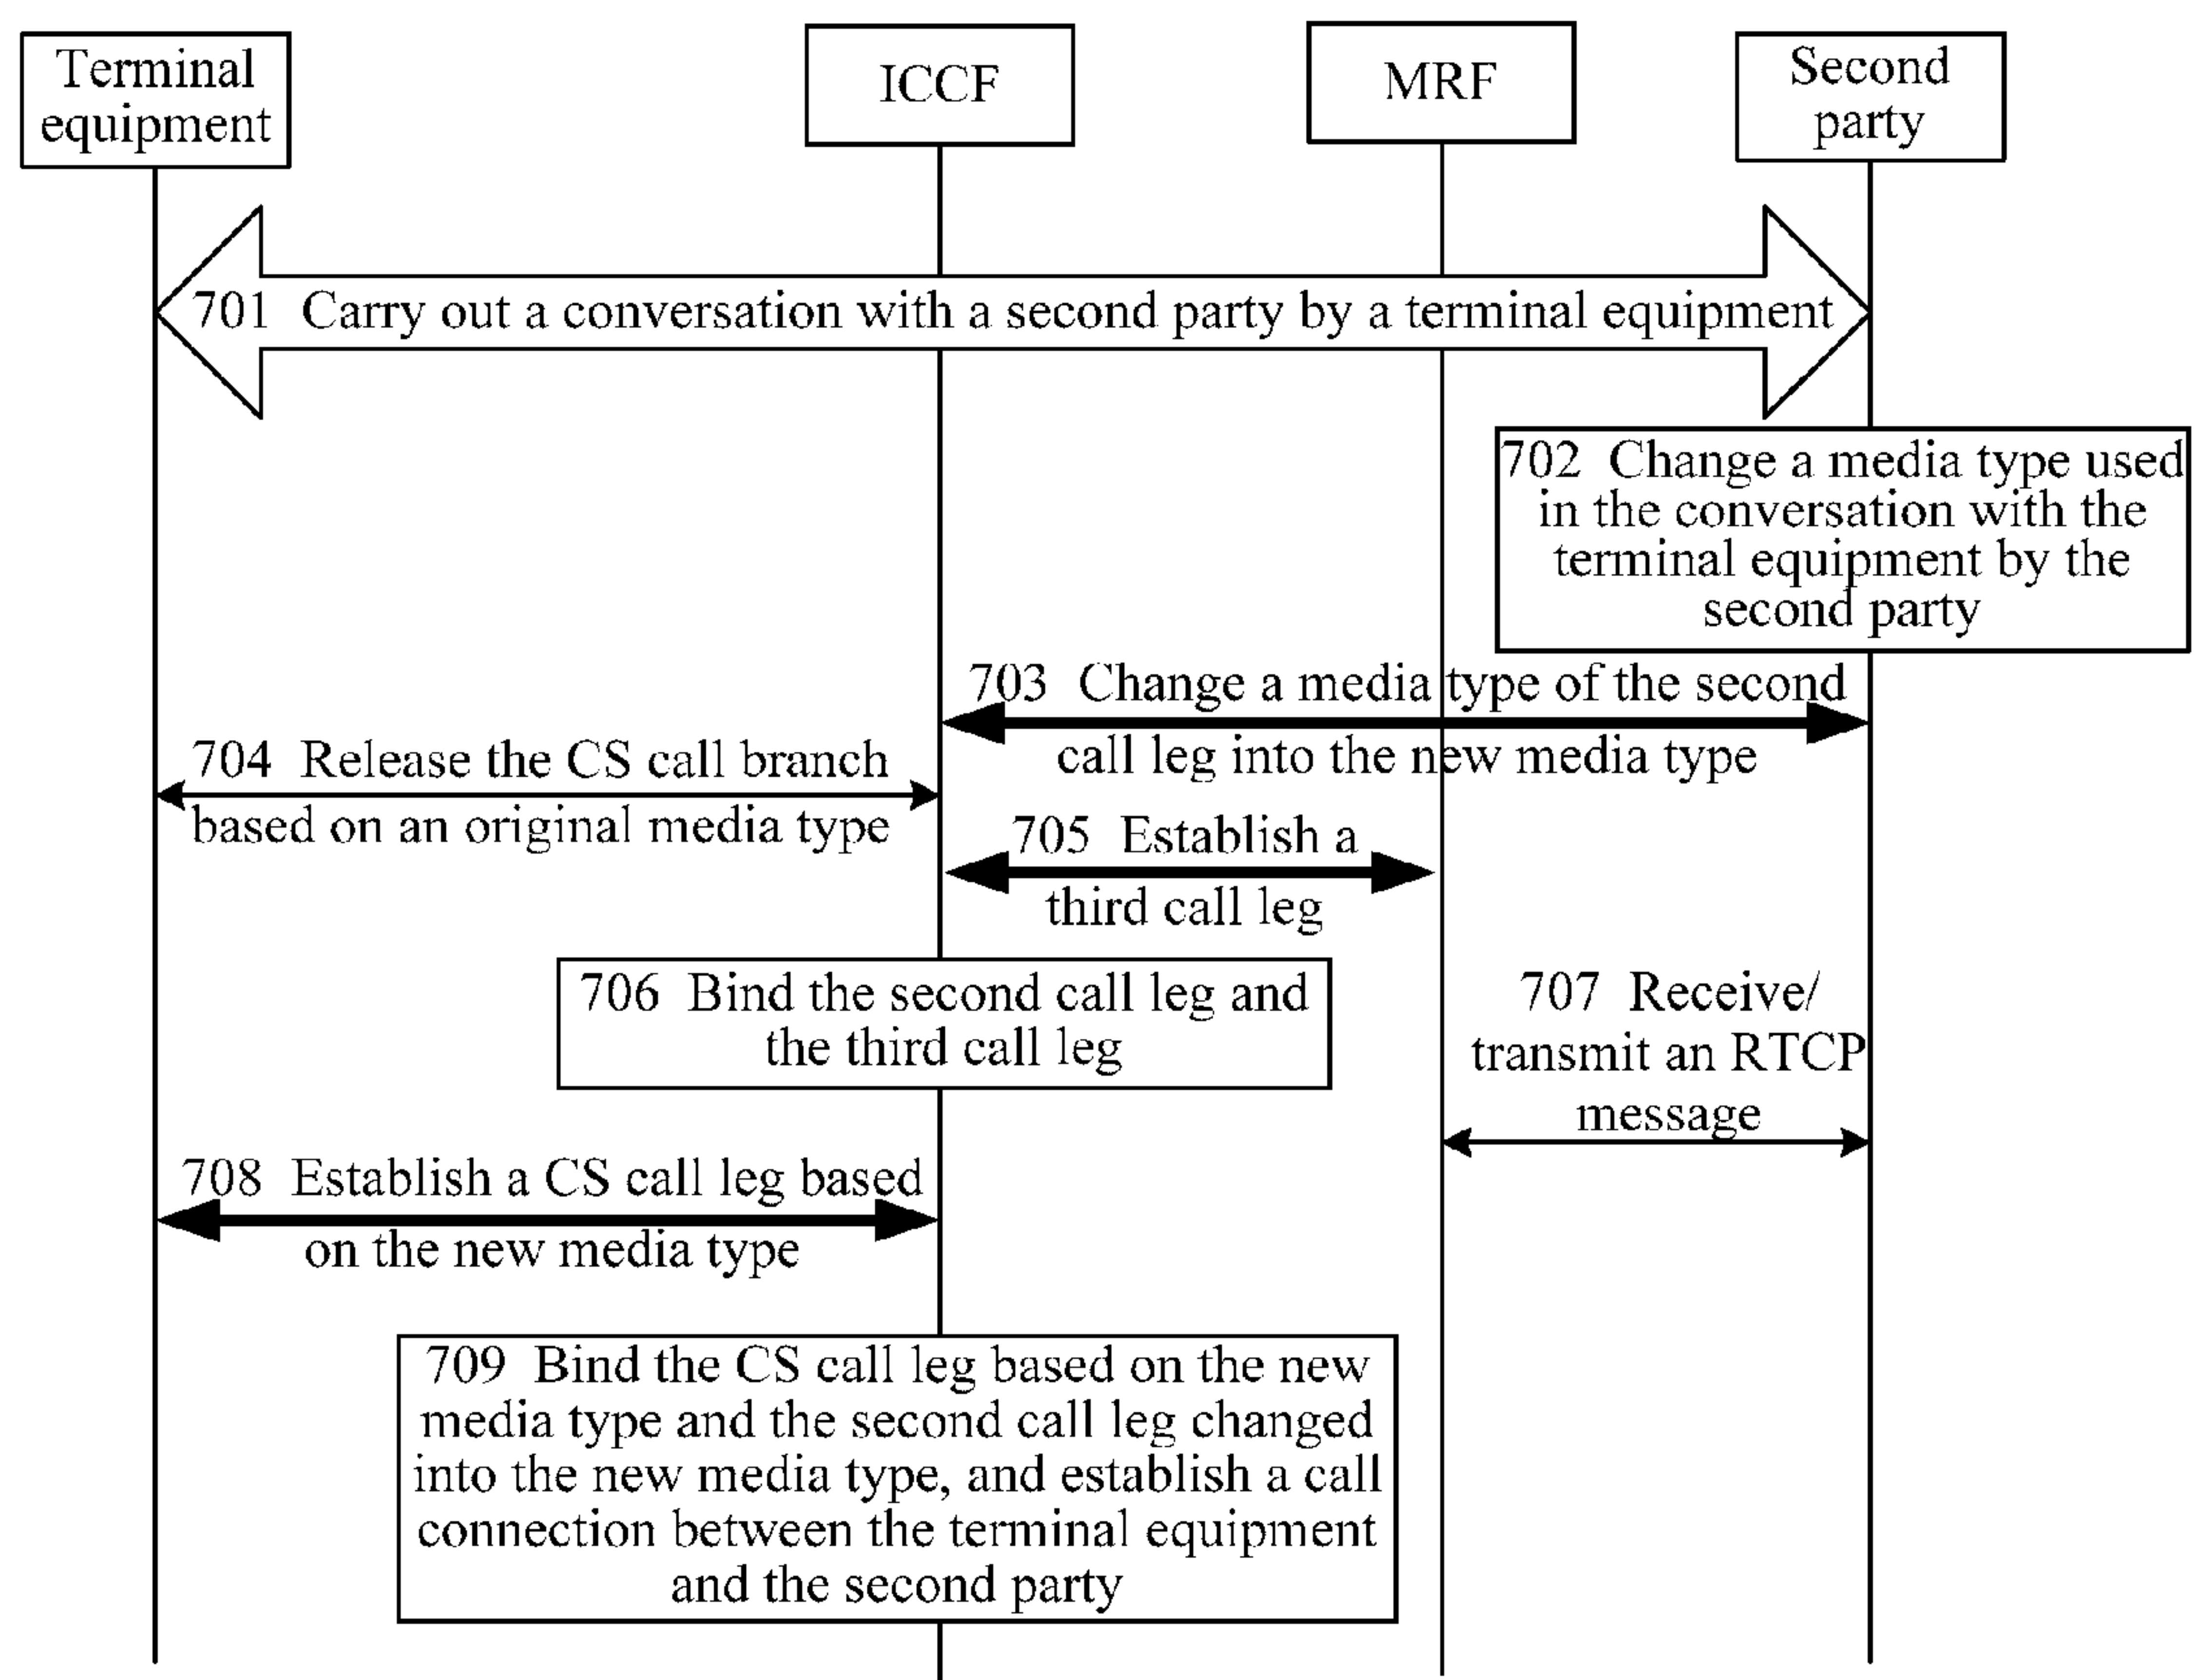 Terminal
equipment
ICCF
MRF
Second
party
701 Carry out a conversation with a second party by a terminal equipment
702 Change a media type used
in the conversation with the
terminal equipment by the
second party
703 Change a media type of the second
call leg into the new media type
704 Release the CS call branch
based on an original media type
705 Establish a
third call leg
706 Bind the second call leg and
the third call leg
707 Receive/
transmit an RTCP
message
708 Establish a CS call leg based
on the new media type
709 Bind the CS call leg based on the new
media type and the second call leg changed
into the new media type, and establish a call
connection between the terminal equipment
and the second party